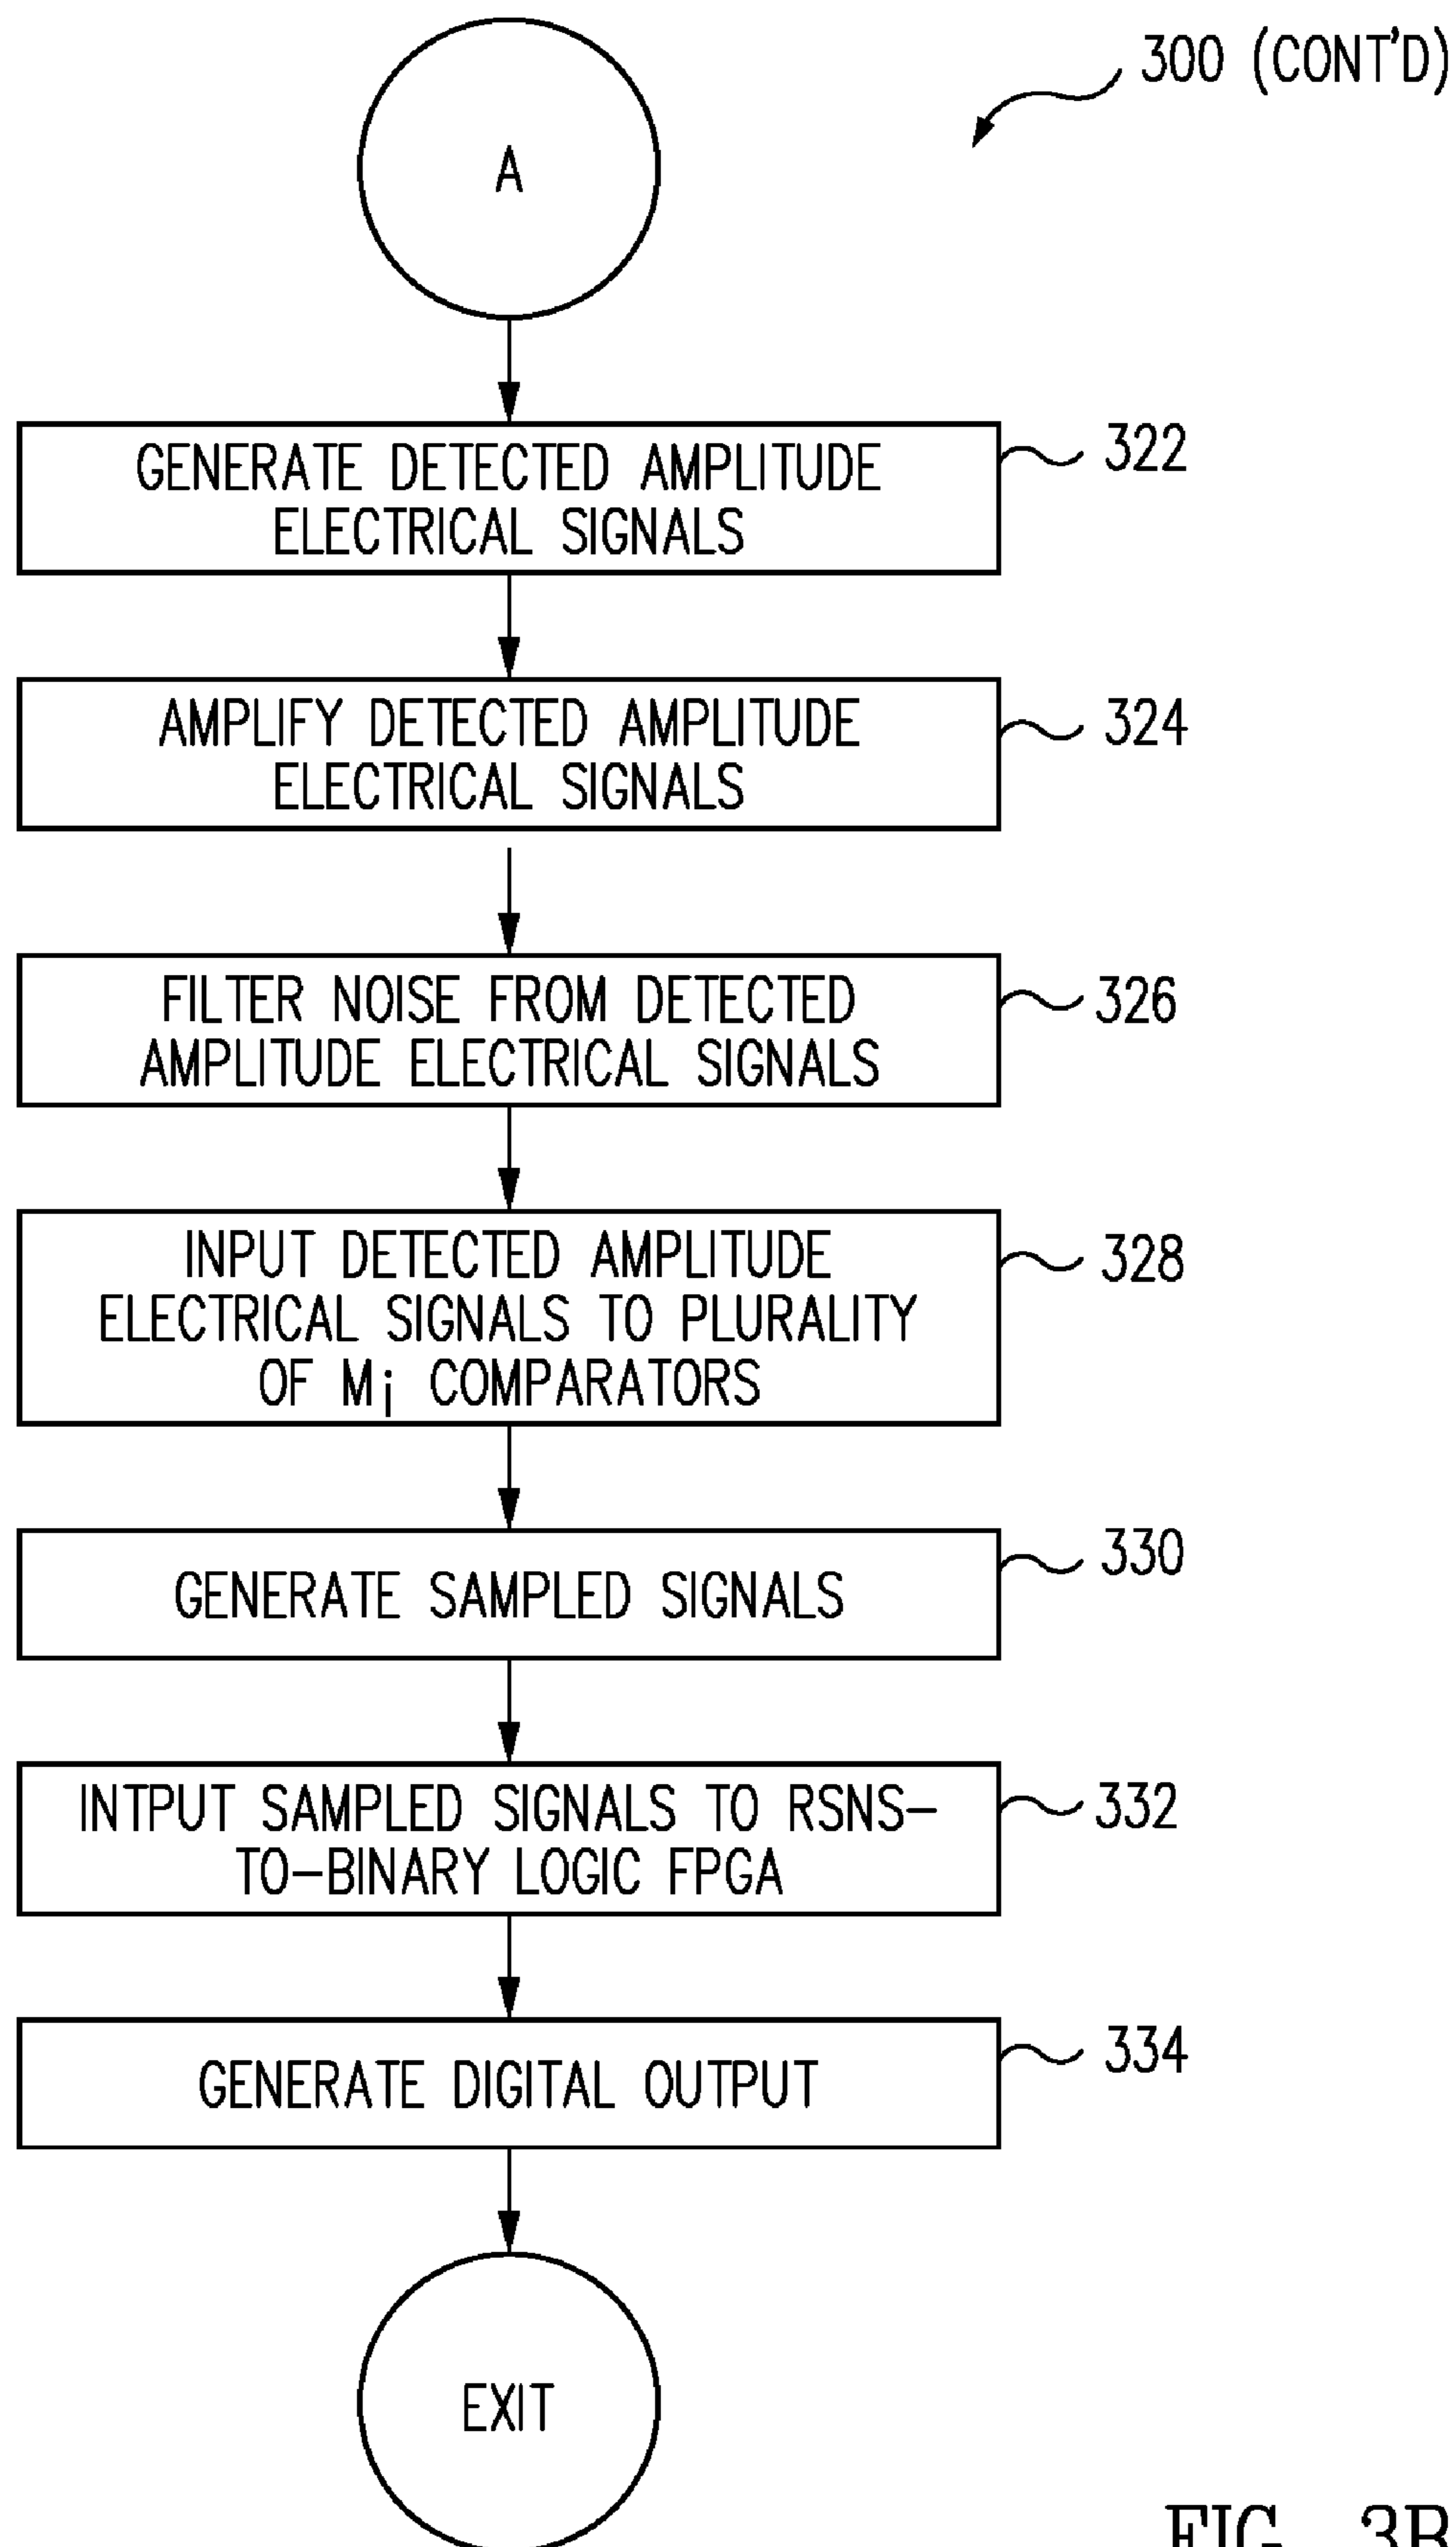 300 (CONT'D)
A
GENERATE DETECTED AMPLITUDE
ELECTRICAL SIGNALS
322
AMPLIFY DETECTED AMPLITUDE
ELECTRICAL SIGNALS
324
FILTER NOISE FROM DETECTED
AMPLITUDE ELECTRICAL SIGNALS
326
INPUT DETECTED AMPLITUDE
ELECTRICAL SIGNALS TO PLURALITY
OF Mi COMPARATORS
328
GENERATE SAMPLED SIGNALS
330
INTPUT SAMPLED SIGNALS TO RSNS-
TO-BINARY LOGIC FPGA
332
GENERATE DIGITAL OUTPUT
334
EXIT
FIG. 3B